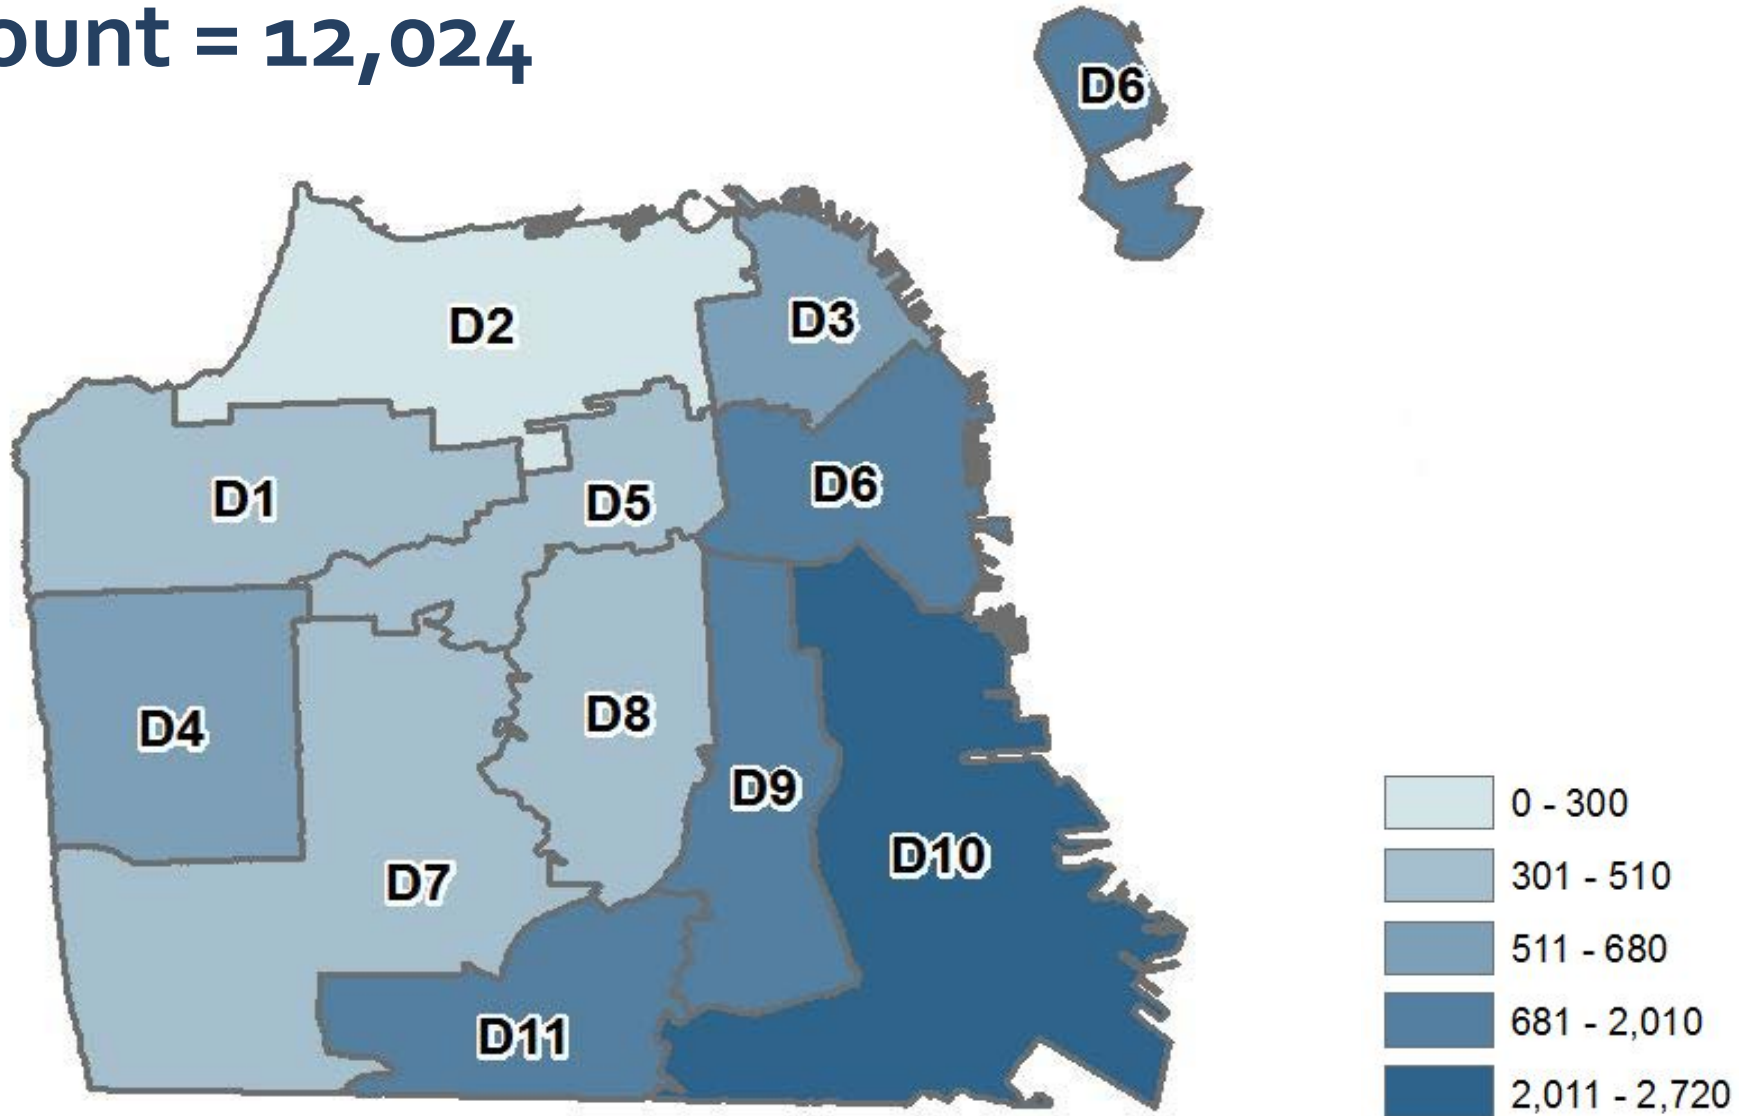 ount = 12,024
D6
D2
D3
D1
D5
D6
D4
D8
D9
D7
D10
D11
0 - 300
301 - 510
511 - 680
681 - 2,010
2,011 - 2,720